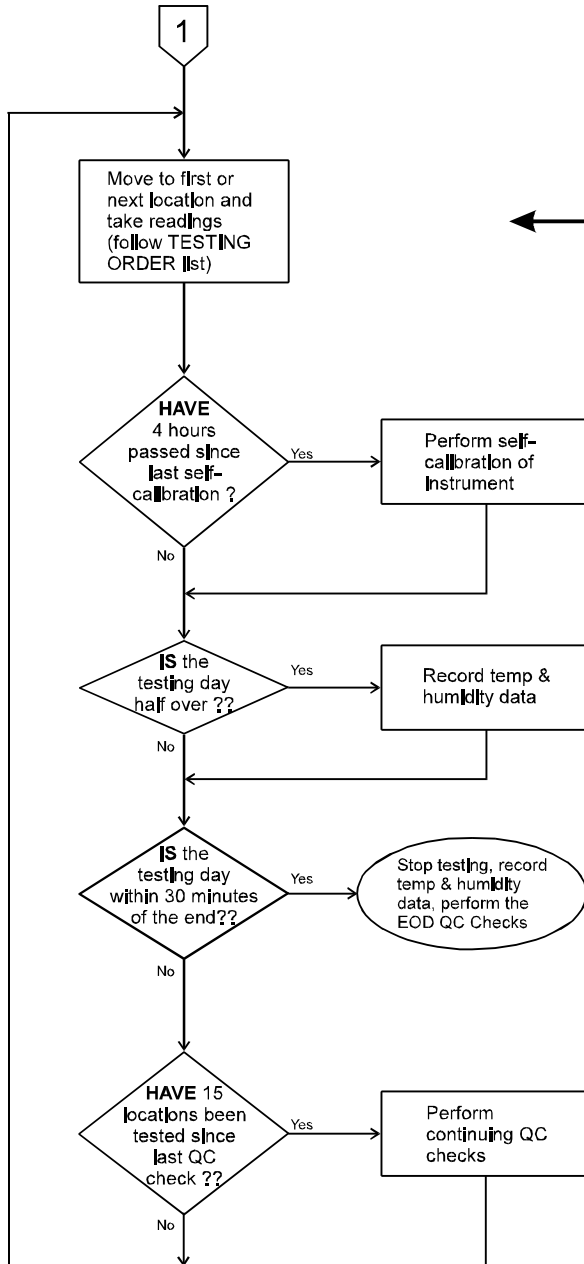 1
Move to first or
next location and
take readings
(follow TESTING
ORDER list)
HAVE
4 hours
passed since
last self-
calibration ?
Yes
Perform self-
calibration of
instrument
No
IS the
testing day
half over ??
Yes
Record temp &
humidity data
No
IS the
testing day
within 30 minutes
of the end??
Yes
Stop testing, record
temp & humidity
data, perform the
EOD QC Checks
No
HAVE 15
locations been
tested since
last QC
check ??
Yes
Perform
continuing QC
checks
No